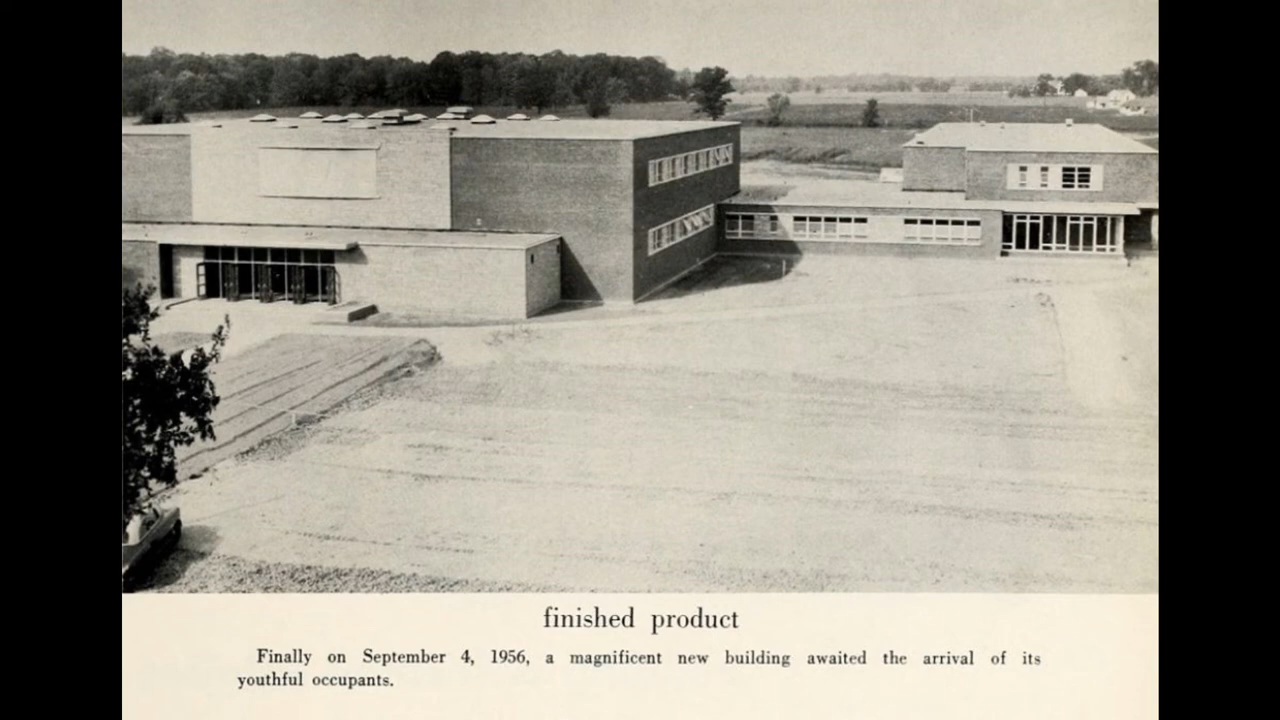 finished product
Finally on September 4, 1956, a magnificent new building awaited the arrival of its
youthful occupants.